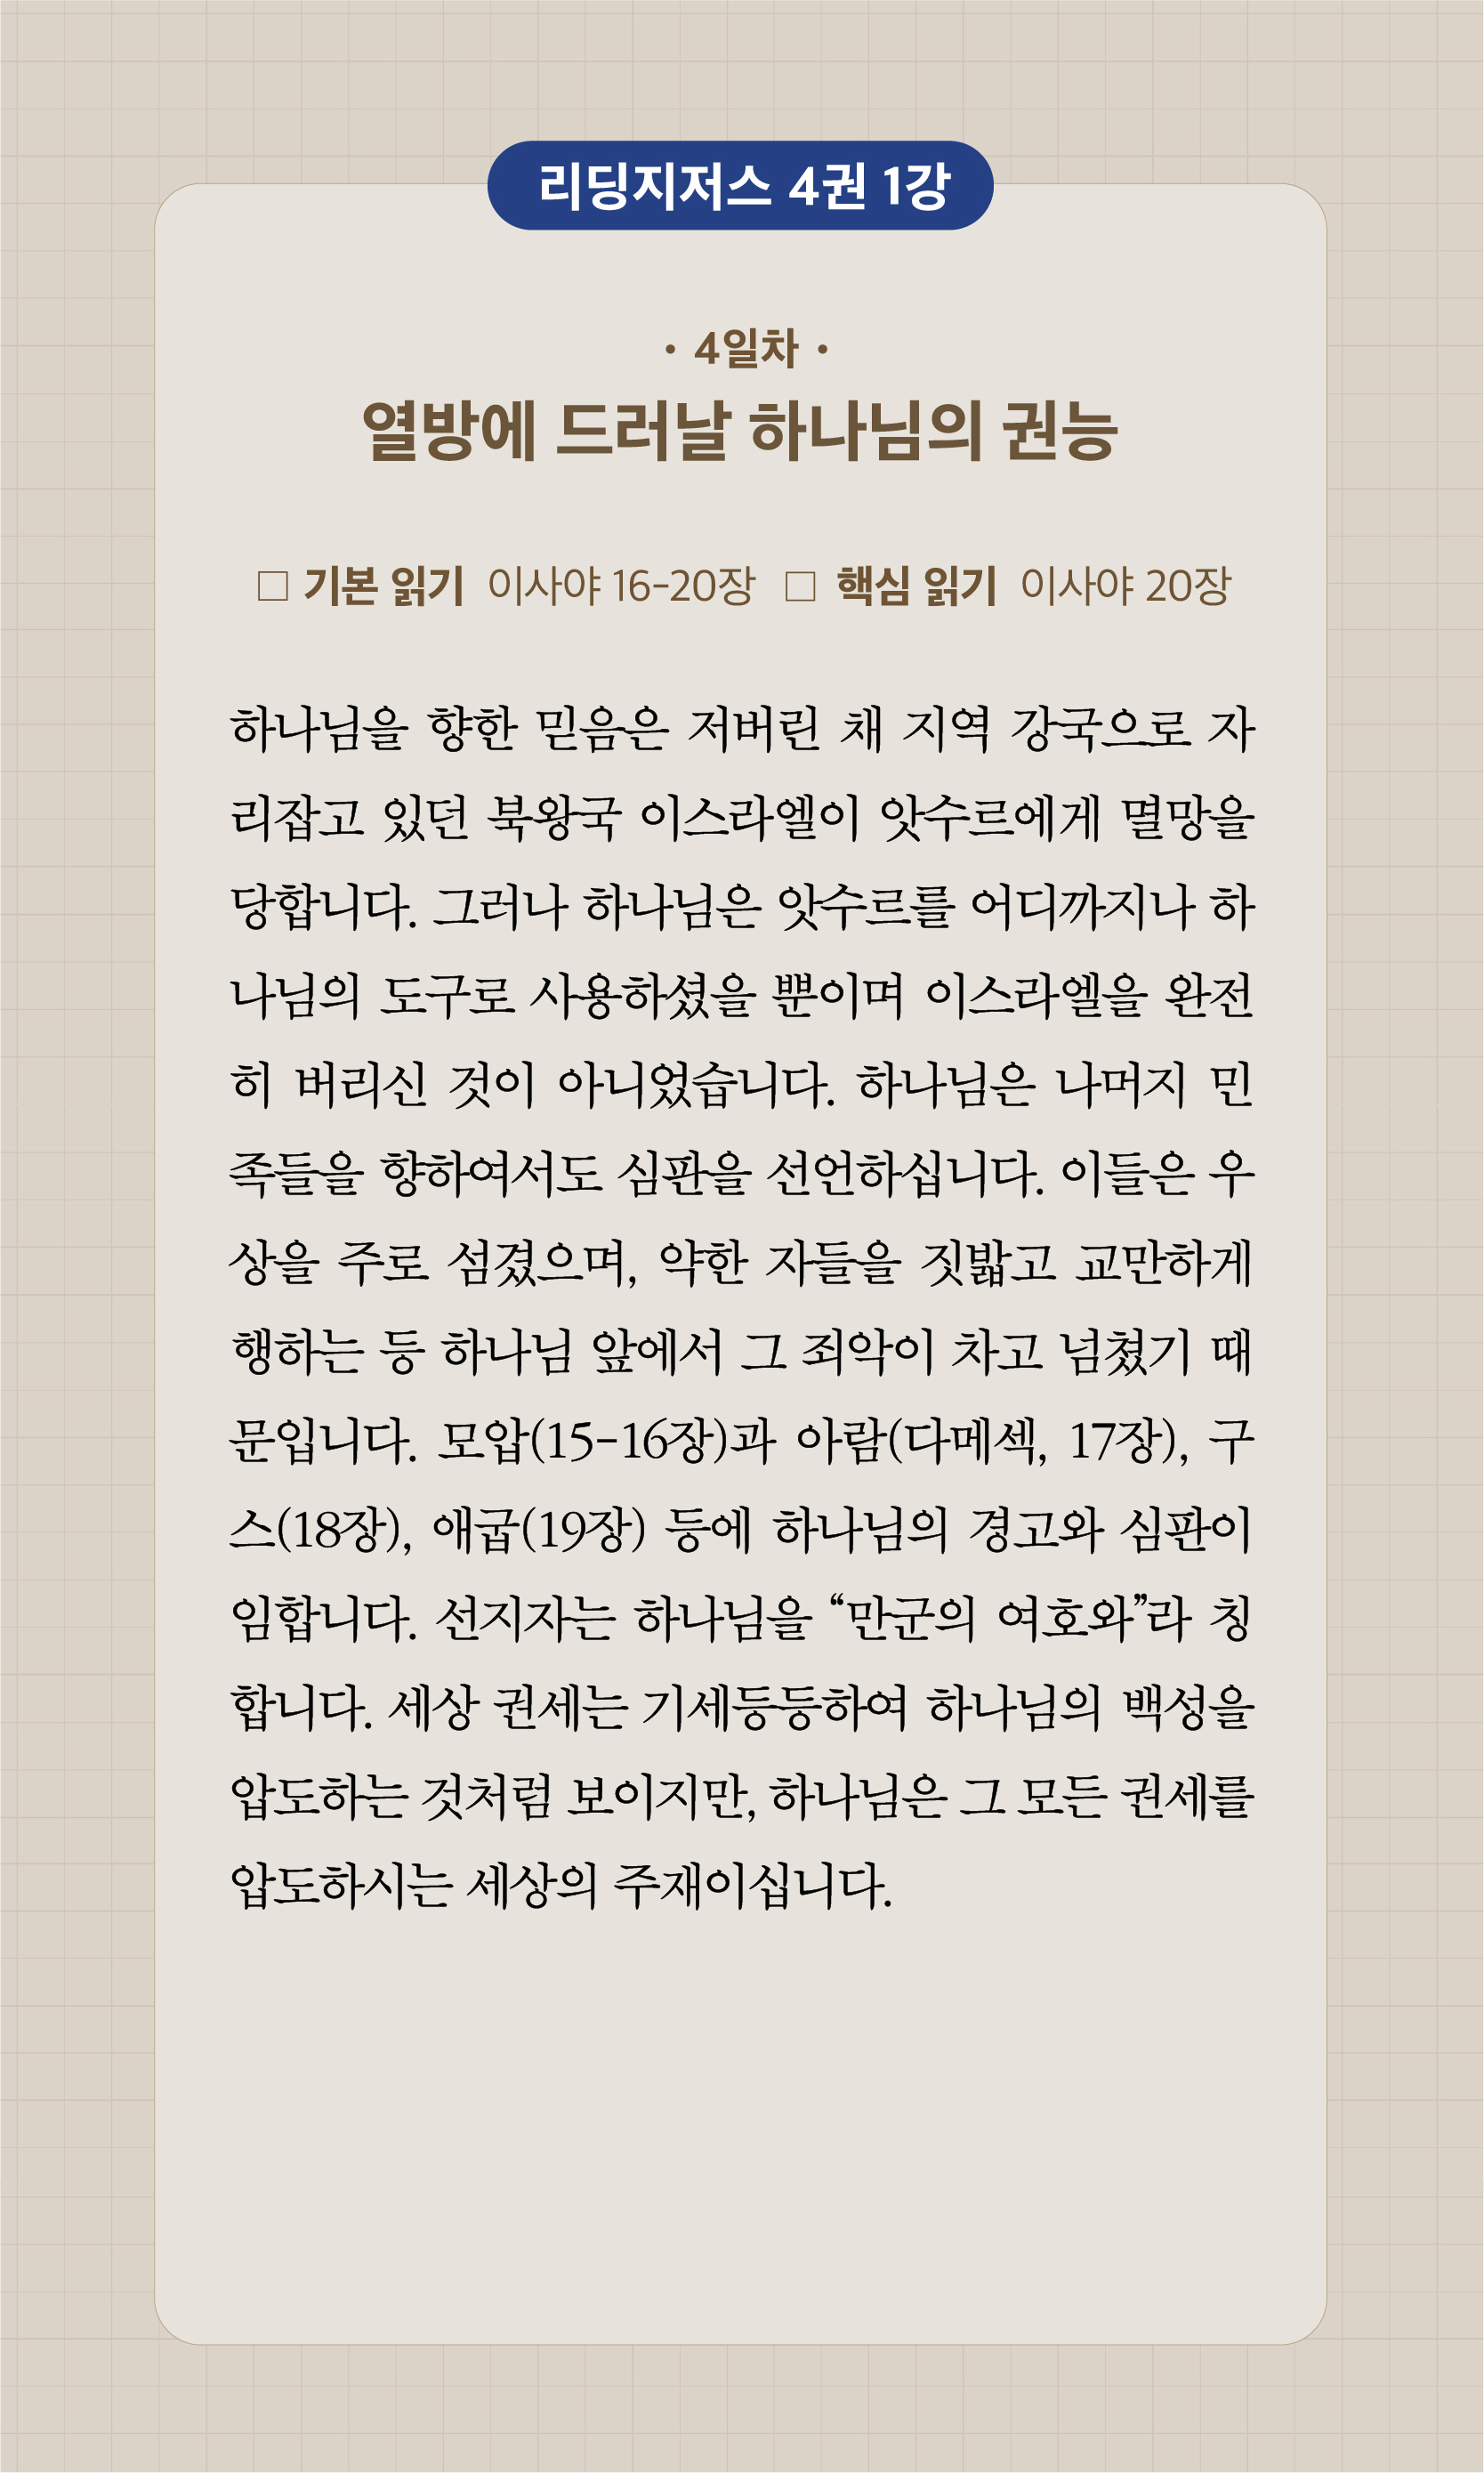 리딩지저스 4권 1강
· 4일차 ·
열방에 드러날 하나님의 권능
□ 기본 읽기 이사야 16-20장 □ 핵심 읽기 이사야 20장
하나님을 향한 믿음은 저버린 채 지역 강국으로 자
리잡고 있던 북왕국 이스라엘이 앗수르에게 멸망을
당합니다. 그러나 하나님은 앗수르를 어디까지나 하
나님의 도구로 사용하셨을 뿐이며 이스라엘을 완전
히 버리신 것이 아니었습니다. 하나님은 나머지 민
족들을 향하여서도 심판을 선언하십니다. 이들은 우
상을 주로 섬겼으며, 약한 자들을 짓밟고 교만하게
행하는 등 하나님 앞에서 그 죄악이 차고 넘쳤기 때
문입니다. 모압(15-16장)과 아람(다메섹, 17장), 구
스(18장), 애굽(19장) 등에 하나님의 경고와 심판이
임합니다. 선지자는 하나님을 “만군의 여호와”라 칭
합니다. 세상 권세는 기세등등하여 하나님의 백성을
압도하는 것처럼 보이지만, 하나님은 그 모든 권세를
압도하시는 세상의 주재이십니다.